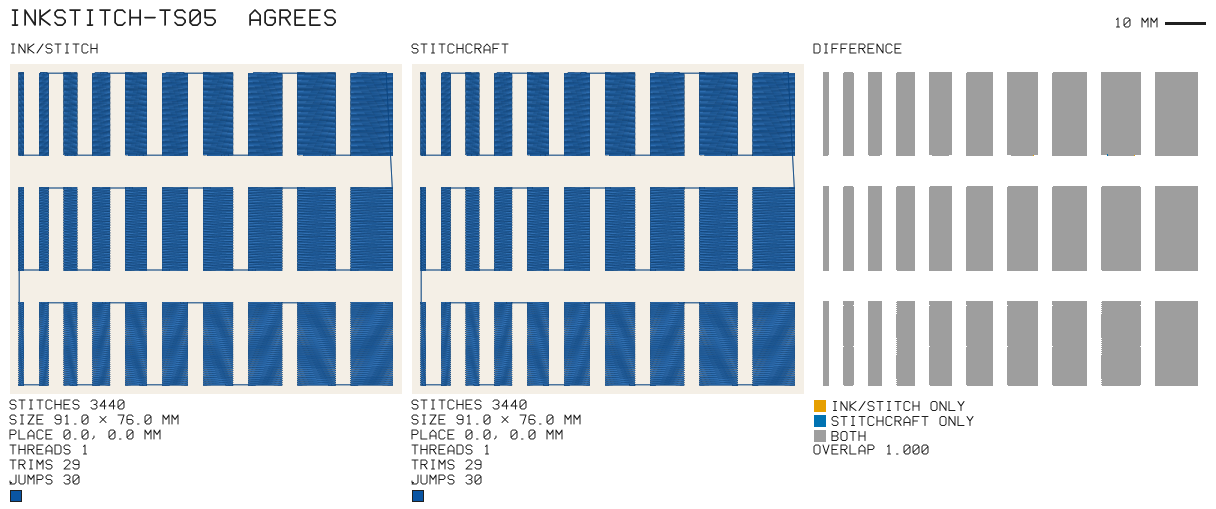 INKSTITCH-TS05  AGREES
10 MM
INK/STITCH
STITCHCRAFT
DIFFERENCE
STITCHES 3440
SIZE 91.0 × 76.0 MM
PLACE 0.0, 0.0 MM
THREADS 1
TRIMS 29
JUMPS 30
STITCHES 3440
SIZE 91.0 × 76.0 MM
PLACE 0.0, 0.0 MM
THREADS 1
TRIMS 29
JUMPS 30
INK/STITCH ONLY
STITCHCRAFT ONLY
BOTH
OVERLAP 1.000